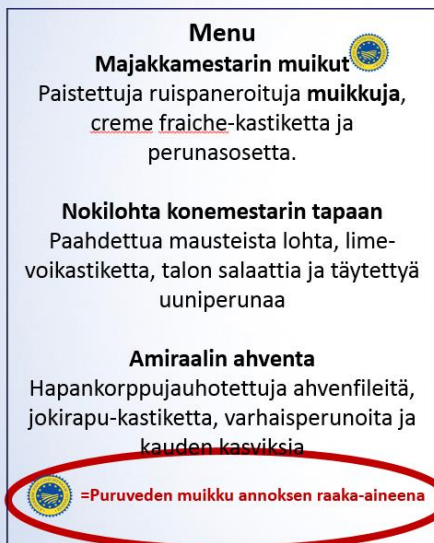 Menu
Majakkamestarin muikut
Paistettuja ruispaneroituja muikkuja,
creme fraiche-kastiketta ja
perunasosetta.
Nokilohta konemestarin tapaan
Paahdettua mausteista lohta, lime-
voikastiketta, talon salaattia ja täytettyä
uuniperunaa
Amiraalin ahventa
Hapankorppujauhotettuja ahvenfileitä,
jokirapu-kastiketta, varhaisperunoita ja
kauden kasviksia
=Puruveden muikku annoksen raaka-aineena